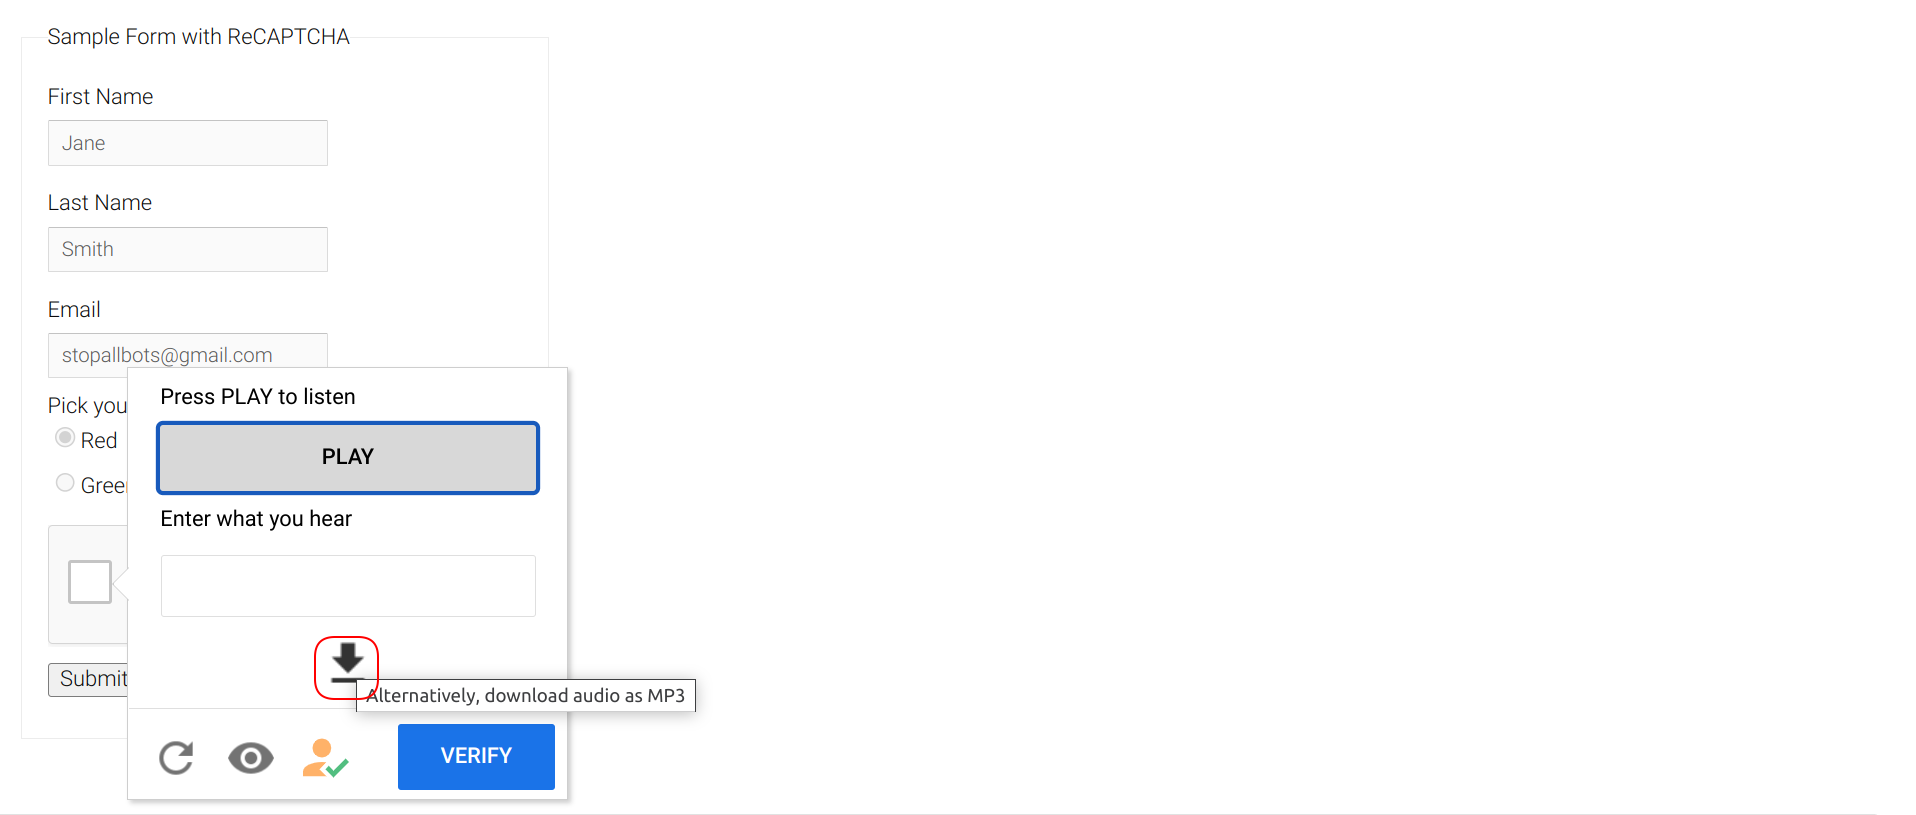 Sample Form with ReCAPTCHA
First Name
Jane
Last Name
Smith
Email
stopallbots@gmail.com
Pick you
Red
Green
Press PLAY to listen
PLAY
Enter what you hear
Submit
Alternatively, download audio as MP3
VERIFY